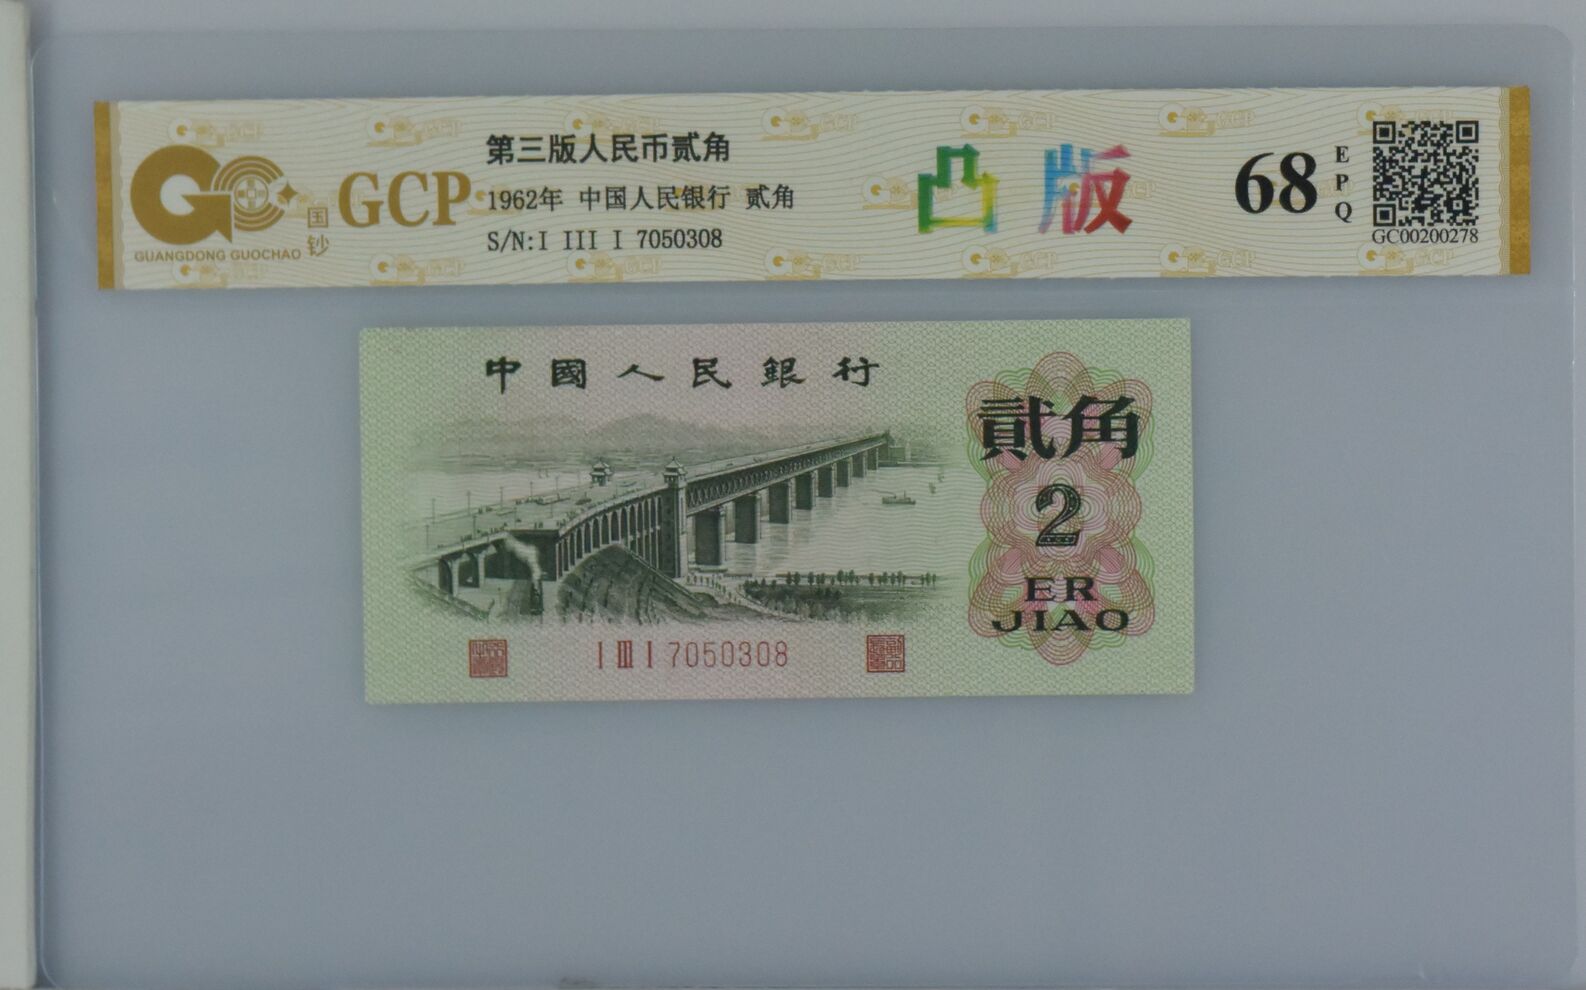 第三版人民币贰角
1962年 中国人民银行 贰角
S/N:I III I 7050308
GCP
国钞
GUANGDONG GUOCHAO
凸版
68
EPQ
GC00200278
中國人民銀行
貳角
2
ER
JIAO
I III I 7050308